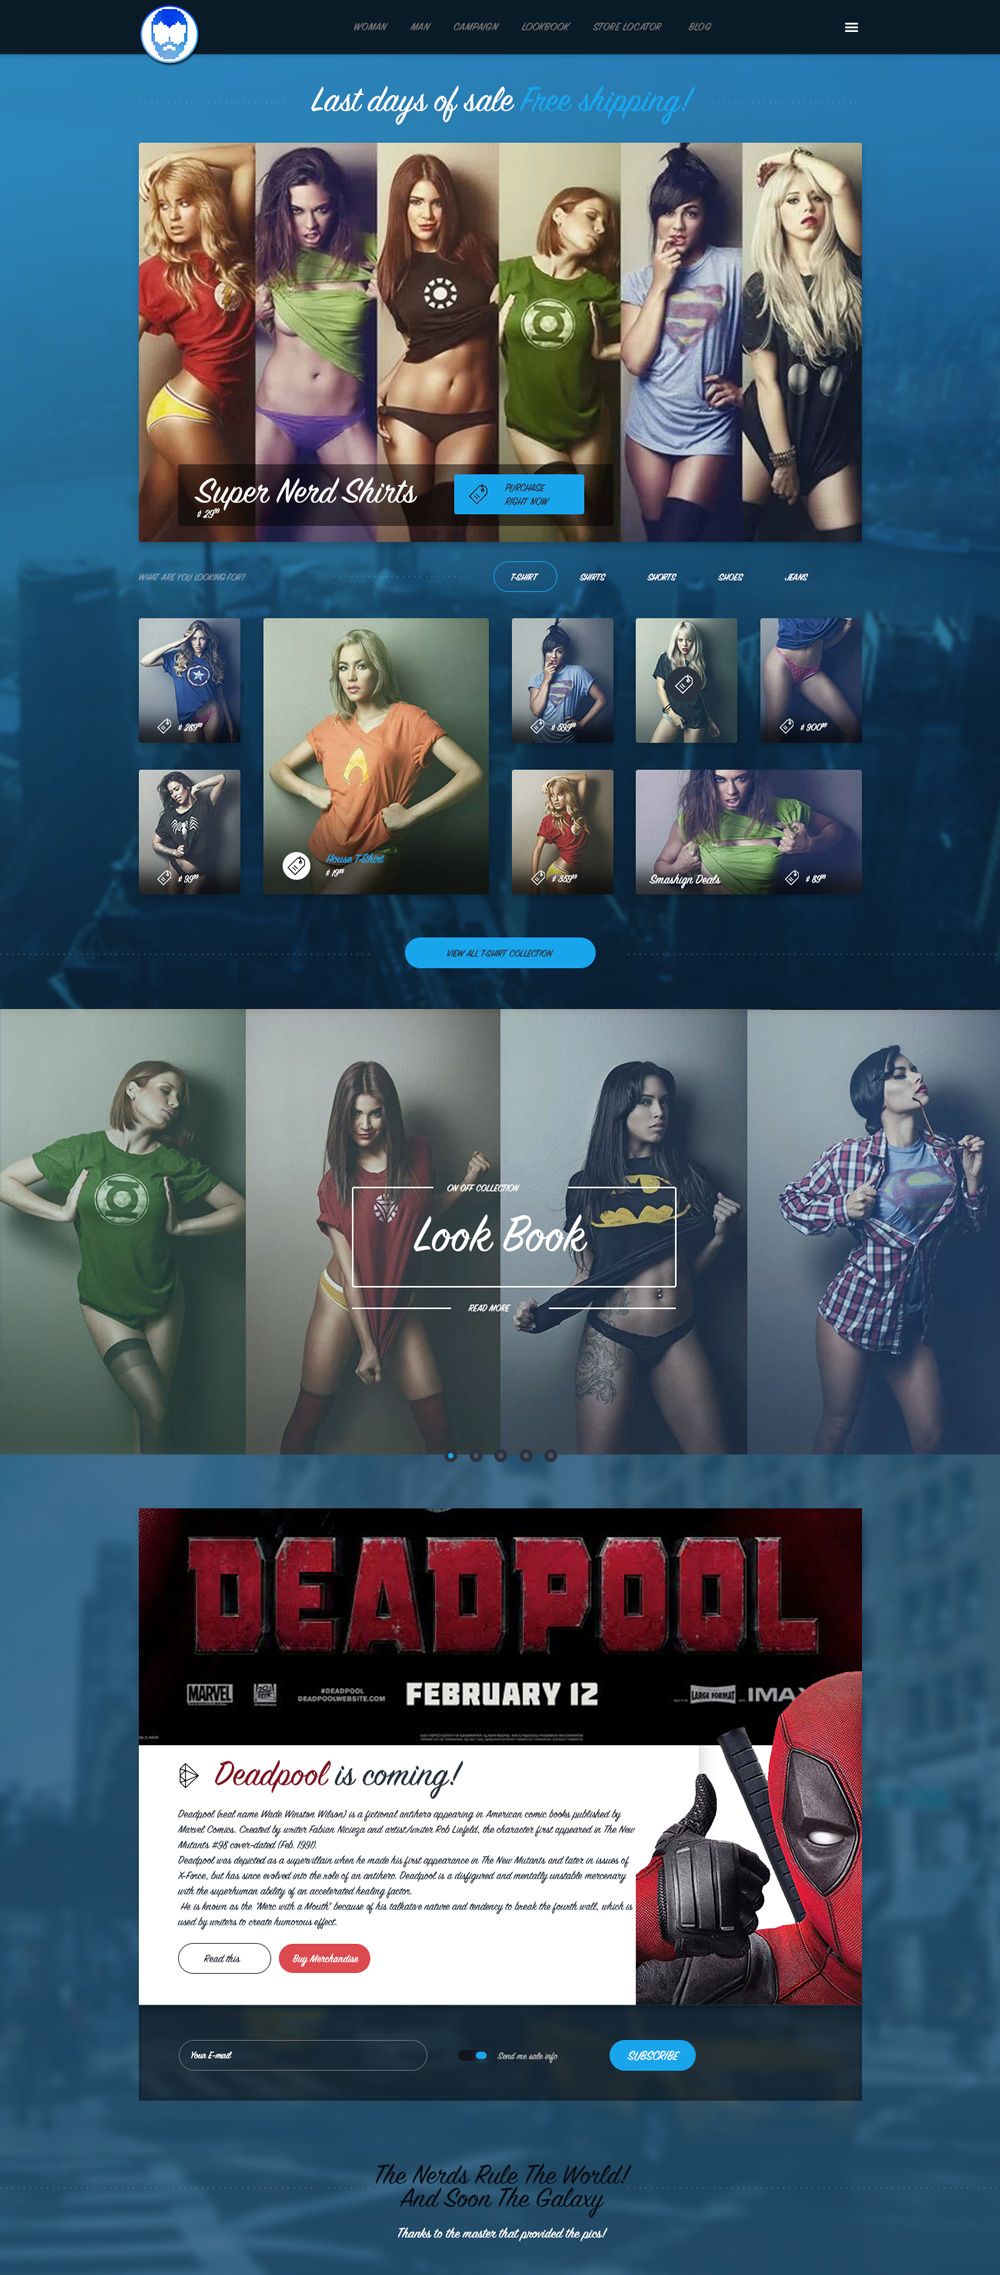 WOMAN MAN CAMPAIGN LOOKBOOK STORE LOCATOR BLOG
Last days of sale Free shipping!
Super Nerd Shirts
$ 29⁹⁹
PURCHASE
RIGHT NOW
WHAT ARE YOU LOOKING FOR?
T-SHIRT SHIRTS SHORTS SHOES JEANS
$ 289⁹⁹
$ 599⁹⁹
$ 900⁹⁹
$ 99⁹⁹
House T-Shirt
$ 19⁹⁹
$ 359⁹⁹
Smashign Deals
$ 89⁹⁹
VIEW ALL T-SHIRT COLLECTION
ON OFF COLLECTION
Look Book
READ MORE
DEADPOOL
MARVEL
#DEADPOOL
DEADPOOLWEBSITE.COM
FEBRUARY 12
LARGE FORMAT
IMAX
Deadpool is coming!
Deadpool (real name Wade Winston Wilson) is a fictional antihero appearing in American comic books published by
Marvel Comics. Created by writer Fabian Nicieza and artist/writer Rob Liefeld, the character first appeared in The New
Mutants #98 cover-dated (Feb. 1991).
Deadpool was depicted as a supervillain when he made his first appearance in The New Mutants and later in issues of
X-Force, but has since evolved into the role of an antihero. Deadpool is a disfigured and mentally unstable mercenary
with the superhuman ability of an accelerated healing factor.
He is known as the "Merc with a Mouth" because of his talkative nature and tendency to break the fourth wall, which is
used by writers to create humorous effect.
Read this
Buy Merchandise
Your E-mail
Send me sale info
SUBSCRIBE
The Nerds Rule The World!
And Soon The Galaxy
Thanks to the master that provided the pics!